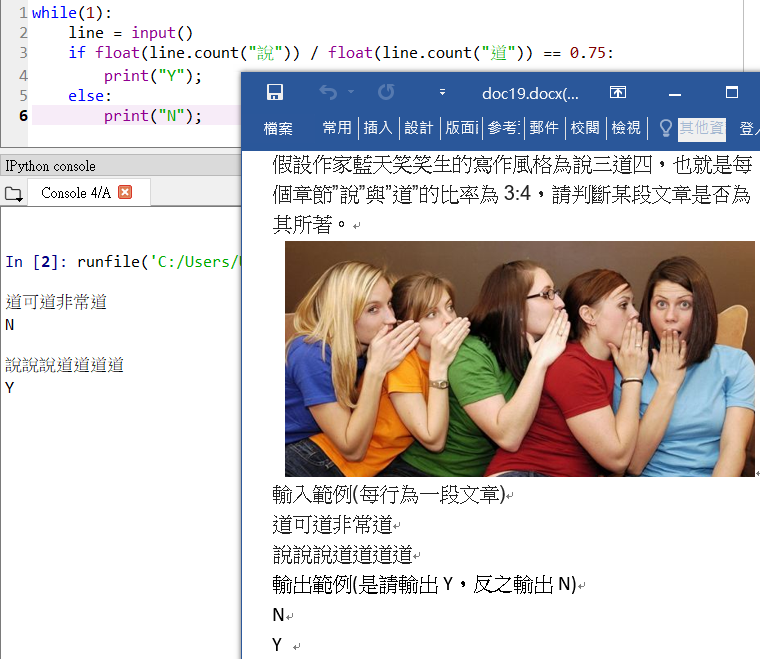 1 while(1):
2 line = input()
3 if float(line.count("說")) / float(line.count("道")) == 0.75:
4 print("Y");
5 else:
6 print("N");
IPython console
Console 4/A
In [2]: runfile('C:/Users/
道可道非常道
N
說說說道道道道
Y
doc19.docx(...
檔案 常用 插入 設計 版面 參考 郵件 校閱 檢視 其他資 登
假設作家藍天笑笑生的寫作風格為說三道四，也就是每
個章節”說”與”道”的比率為 3:4，請判斷某段文章是否為
其所著。
輸入範例(每行為一段文章)
道可道非常道
說說說道道道道
輸出範例(是請輸出 Y，反之輸出 N)
N
Y